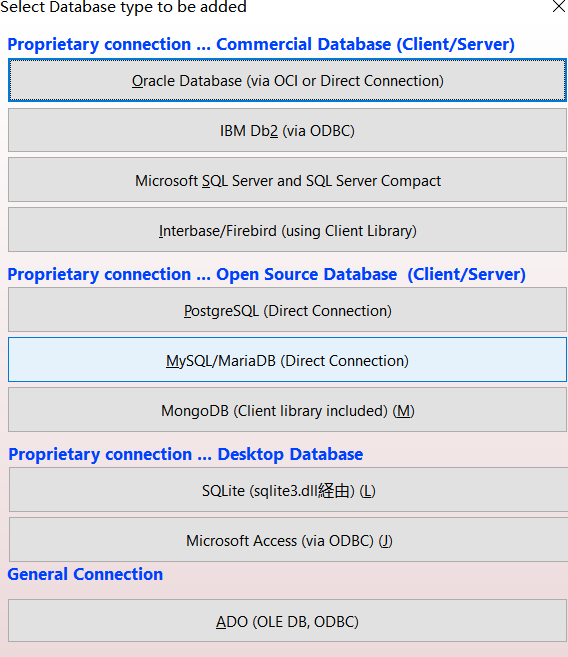 Select Database type to be added
Proprietary connection ... Commercial Database (Client/Server)
Oracle Database (via OCI or Direct Connection)
IBM Db2 (via ODBC)
Microsoft SQL Server and SQL Server Compact
Interbase/Firebird (using Client Library)
Proprietary connection ... Open Source Database  (Client/Server)
PostgreSQL (Direct Connection)
MySQL/MariaDB (Direct Connection)
MongoDB (Client library included) (M)
Proprietary connection ... Desktop Database
SQLite (sqlite3.dll経由) (L)
Microsoft Access (via ODBC) (J)
General Connection
ADO (OLE DB, ODBC)